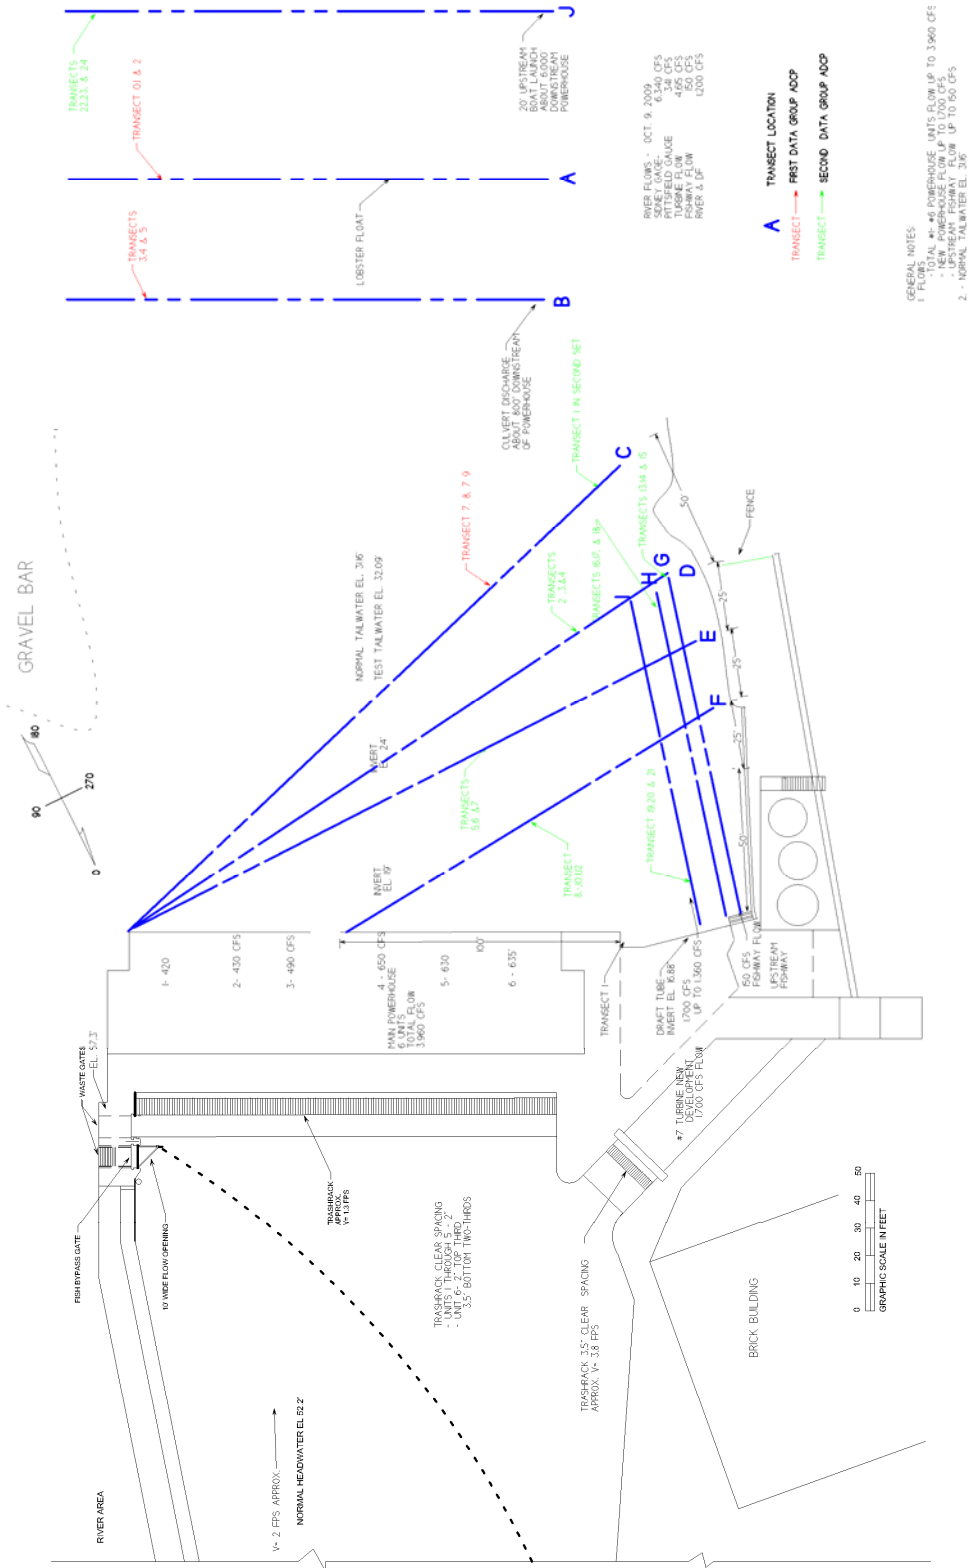 TRANSECTS
22,23, & 24
TRANSECT 0,1 & 2
TRANSECTS
3,4 & 5
J
20' UPSTREAM
BOAT LAUNCH
ABOUT 6,000
DOWNSTREAM
POWERHOUSE
A
LOBSTER FLOAT
B
CULVERT DISCHARGE
ABOUT 800' DOWNSTREAM
OF POWERHOUSE
RIVER FLOWS - OCT. 9, 2009
SIDNEY GAGE- 6,340 CFS
PITTSFIELD GAUGE 341 CFS
TURBINE FLOW 4,615 CFS
FISHWAY FLOW 150 CFS
RIVER & DF 1,200 CFS
A TRANSECT LOCATION
TRANSECT FIRST DATA GROUP ADCP
TRANSECT SECOND DATA GROUP ADCP
GENERAL NOTES:
1. FLOWS
- TOTAL #1- #6 POWERHOUSE UNITS FLOW UP TO 3,960 CFS
- NEW POWERHOUSE FLOW UP TO 1,700 CFS
- UPSTREAM FISHWAY FLOW UP TO 150 CFS
2. - NORMAL TAILWATER EL. 31.6'
GRAVEL BAR
0
90
180
270
NORMAL TAILWATER EL. 31.6'
TEST TAILWATER EL. 32.09'
TRANSECT 7, 8, 7 9
C
TRANSECT 1 IN SECOND SET
TRANSECTS
2 ,3,&4
TRANSECTS 16,17, & 18
TRANSECTS 13,14 & 15
I
H
G
D
E
F
50'
FENCE
25'
25'
25'
50'
INVERT
EL. 24'
TRANSECTS
5,6 &7
INVERT
EL. 19'
TRANSECT
8,-10,1,12
TRANSECT 19,20 & 21
1- 420
2- 430 CFS
3- 490 CFS
4 - 650 CFS
5- 630
6 - 635'
MAIN POWERHOUSE
6 UNITS
TOTAL FLOW
3,960 CFS
100'
TRANSECT 1
DRAFT TUBE
INVERT EL. 16.88'
1,700 CFS
UP TO 1,360 CFS
150 CFS
FISHWAY FLOW
UPSTREAM
FISHWAY
#7 TURBINE NEW
DEVELOPMENT
1,700 CFS FLOW
WASTE GATES
EL. 57.3'
FISH BYPASS GATE
10' WIDE FLOW OPENING
TRASHRACK
APPROX.
V= 1.3 FPS
TRASHRACK CLEAR SPACING
- UNITS 1 THROUGH 5 - 2"
- UNIT 6- 2" TOP THIRD
3.5" BOTTOM TWO-THIRDS
TRASHRACK 3.5" CLEAR SPACING
APPROX. V= 3.8 FPS
RIVER AREA
V= 2 FPS APPROX.
NORMAL HEADWATER EL 52.2'
BRICK BUILDING
0 10 20 30 40 50
GRAPHIC SCALE IN FEET